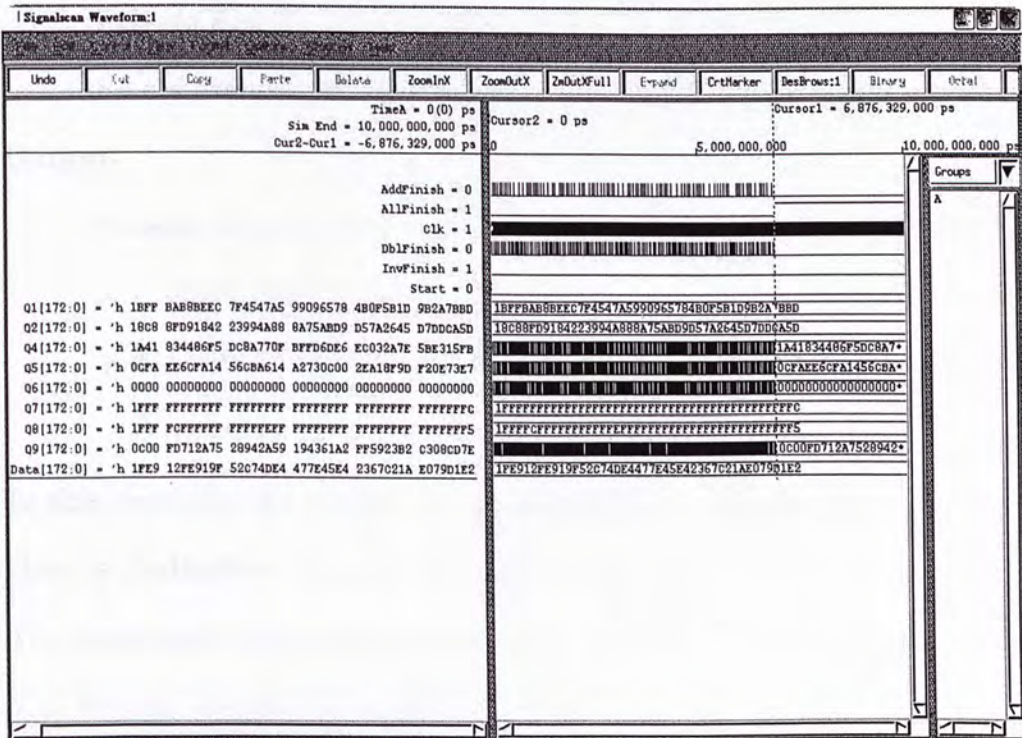 Signalscan Waveform:1
Undo Cut Copy Paste Delete ZoomInX ZoomOutX ZmOutXFull Expand CrtMarker DesBrows:1 Binary Octal
TimeA = 0(0) ps
Sim End = 10,000,000,000 ps
Cur2-Cur1 = -6,876,329,000 ps
Cursor2 = 0 ps
Cursor1 = 6,876,329,000 ps
0 5,000,000,000 10,000,000,000 ps
Groups
A
AddFinish = 0
AllFinish = 1
Clk = 1
DblFinish = 0
InvFinish = 1
Start = 0
Q1[172:0] = 'h 1BFF BAB8BEEC 7F4547A5 99096578 4B0F5B1D 9B2A7BBD 1BFFBAB8BEEC7F4547A5990965784B0F5B1D9B2A7BBD
Q2[172:0] = 'h 18C8 8FD91842 23994A88 8A75ABD9 D57A2645 D7DDCA5D 18C88FD9184223994A888A75ABD9D57A2645D7DDCA5D
Q4[172:0] = 'h 1A41 834486F5 DC8A770F BFFD6DE6 EC032A7E 5BE315FB 1A41834486F5DC8A7*
Q5[172:0] = 'h 0CFA EE6CFA14 56CBA614 A2730C00 2EA18F9D F20E73E7 0CFAEE6CFA1456CBA*
Q6[172:0] = 'h 0000 00000000 00000000 00000000 00000000 00000000 00000000000000000*
Q7[172:0] = 'h 1FFF FFFFFFFF FFFFFFFF FFFFFFFF FFFFFFFF FFFFFFFC 1FFFFFFFFFFFFFFFFFFFFFFFFFFFFFFFFFFFFFFFFFFC
Q8[172:0] = 'h 1FFF FCFFFFFF FFFFFEFF FFFFFFFF FFFFFFFF FFFFFFF5 1FFFFCFFFFFFFFFFFEFFFFFFFFFFFFFFFFFFFFFFFFF5
Q9[172:0] = 'h 0C00 FD712A75 28942A59 194361A2 FF5923B2 C308CD7E 0C00FD712A7528942*
Data[172:0] = 'h 1FE9 12FE919F 52C74DE4 477E45E4 2367C21A E079D1E2 1FE912FE919F52C74DE4477E45E42367C21AE079D1E2